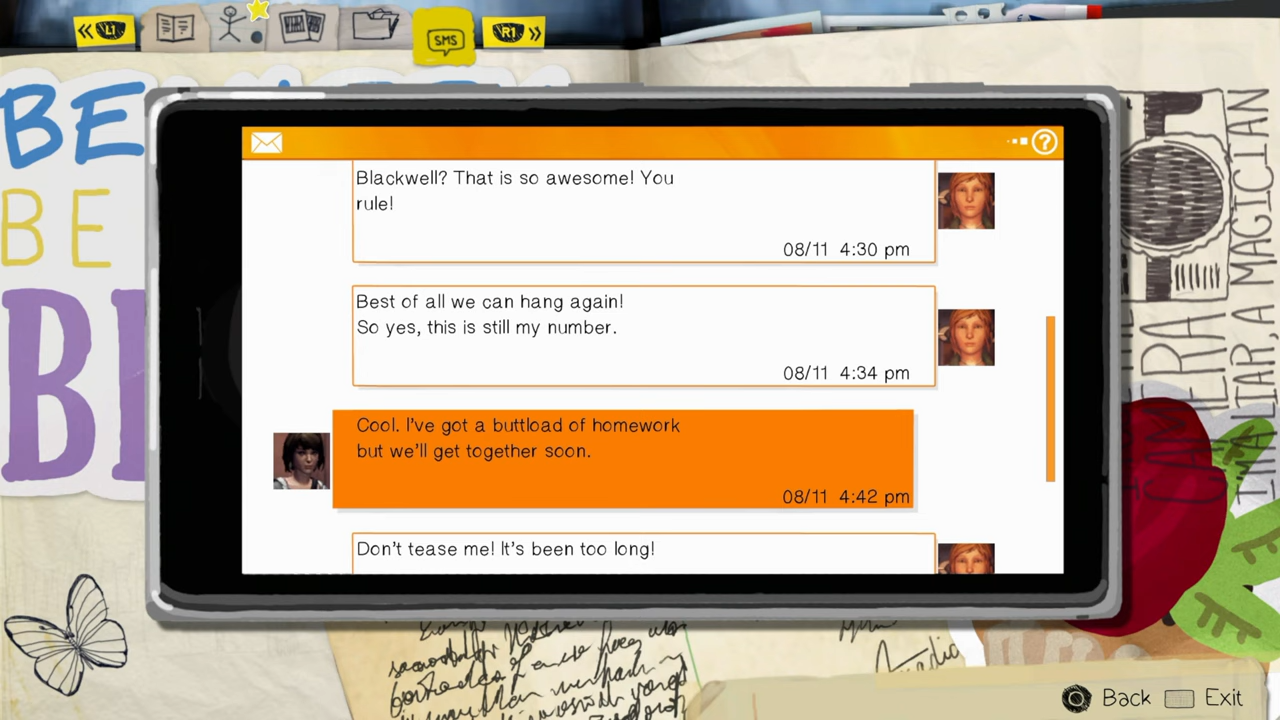 L1
SMS
R1
BE
BE
Blackwell? That is so awesome! You
rule!
08/11 4:30 pm
Best of all we can hang again!
So yes, this is still my number.
08/11 4:34 pm
Cool. I've got a buttload of homework
but we'll get together soon.
08/11 4:42 pm
Don't tease me! It's been too long!
?
I'M A LIAR, A MAGICIAN
Back
Exit